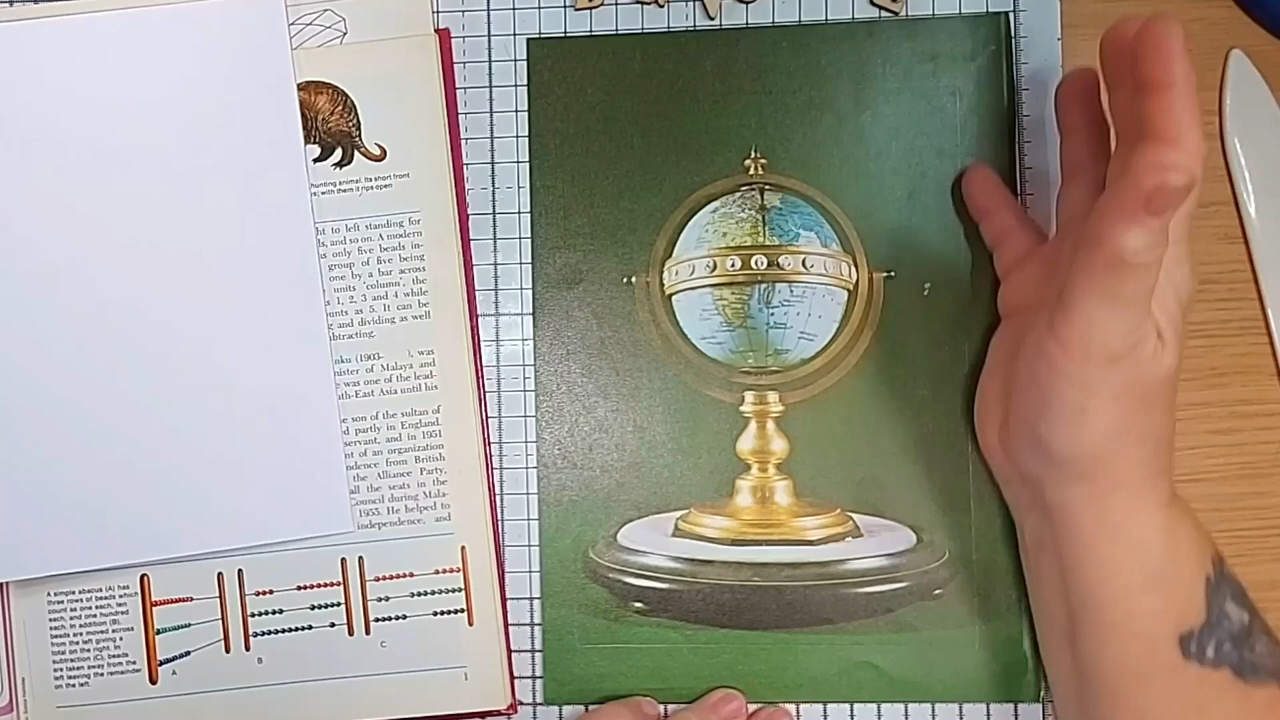 hunting animal. Its short front
; with them it rips open
ht to left standing for
ls, and so on. A modern
s only five beads in-
group of five being
one by a bar across
units 'column', the
s 1, 2, 3 and 4 while
unts as 5. It can be
g and dividing as well
btracting.
nku (1903- ), was
nister of Malaya and
was one of the lead-
th-East Asia until his
e son of the sultan of
d partly in England.
servant, and in 1951
nt of an organization
ndence from British
the Alliance Party,
all the seats in the
Council during Mala-
1955. He helped to
independence, and
A simple abacus (A) has
three rows of beads which
count as one each, ten
each, and one hundred
each. In addition (B),
beads are moved across
from the left giving a
total on the right. In
subtraction (C), beads
are taken away from the
left leaving the remainder
on the left.
A
B
C
1